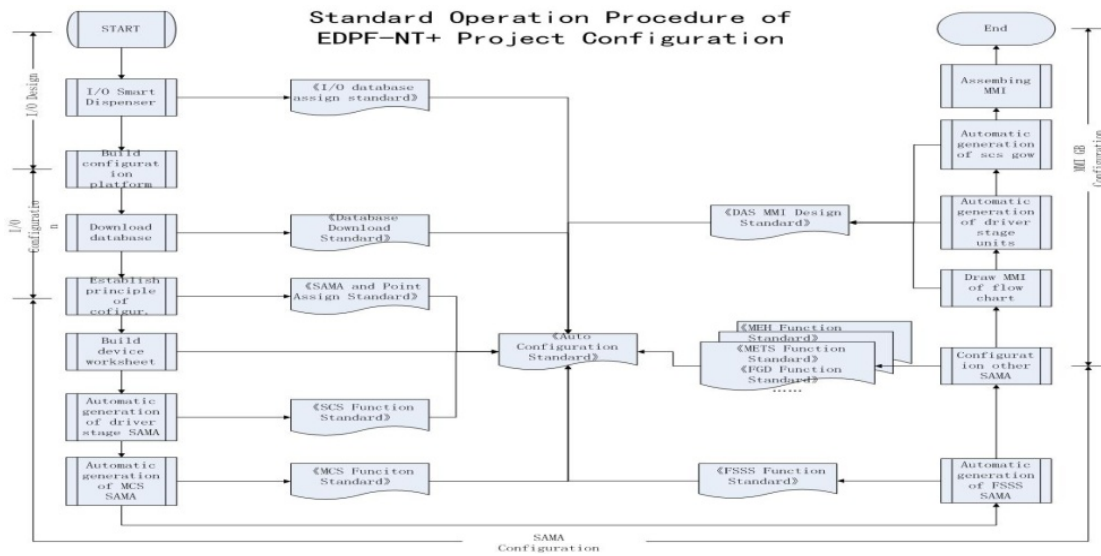 Standard Operation Procedure of
EDPF-NT+ Project Configuration
START
I/O Smart
Dispenser
Build
configurat
ion
platform
Download
database
Establish
principle
of
cofigur.
Build
device
worksheet
Automatic
generation
of driver
stage SAMA
Automatic
generation
of MCS
SAMA
I/O Design
I/O
Configuratio
n
《I/O database
assign standard》
《Database
Download
Standard》
《SAMA and Point
Assign Standard》
《SCS Function
Standard》
《MCS Funciton
Standard》
《Auto
Configuration
Standard》
《DAS MMI Design
Standard》
《MEH Function
Standard》
《METS Function
Standard》
《FGD Function
Standard》
......
《FSSS Function
Standard》
End
Assembing
MMI
Automatic
generation
of scs gow
Automatic
generation
of driver
stage
units
Draw MMI
of flow
chart
Configurat
ion other
SAMA
Automatic
generation
of FSSS
SAMA
MMI GB
Configuration
SAMA
Configuration